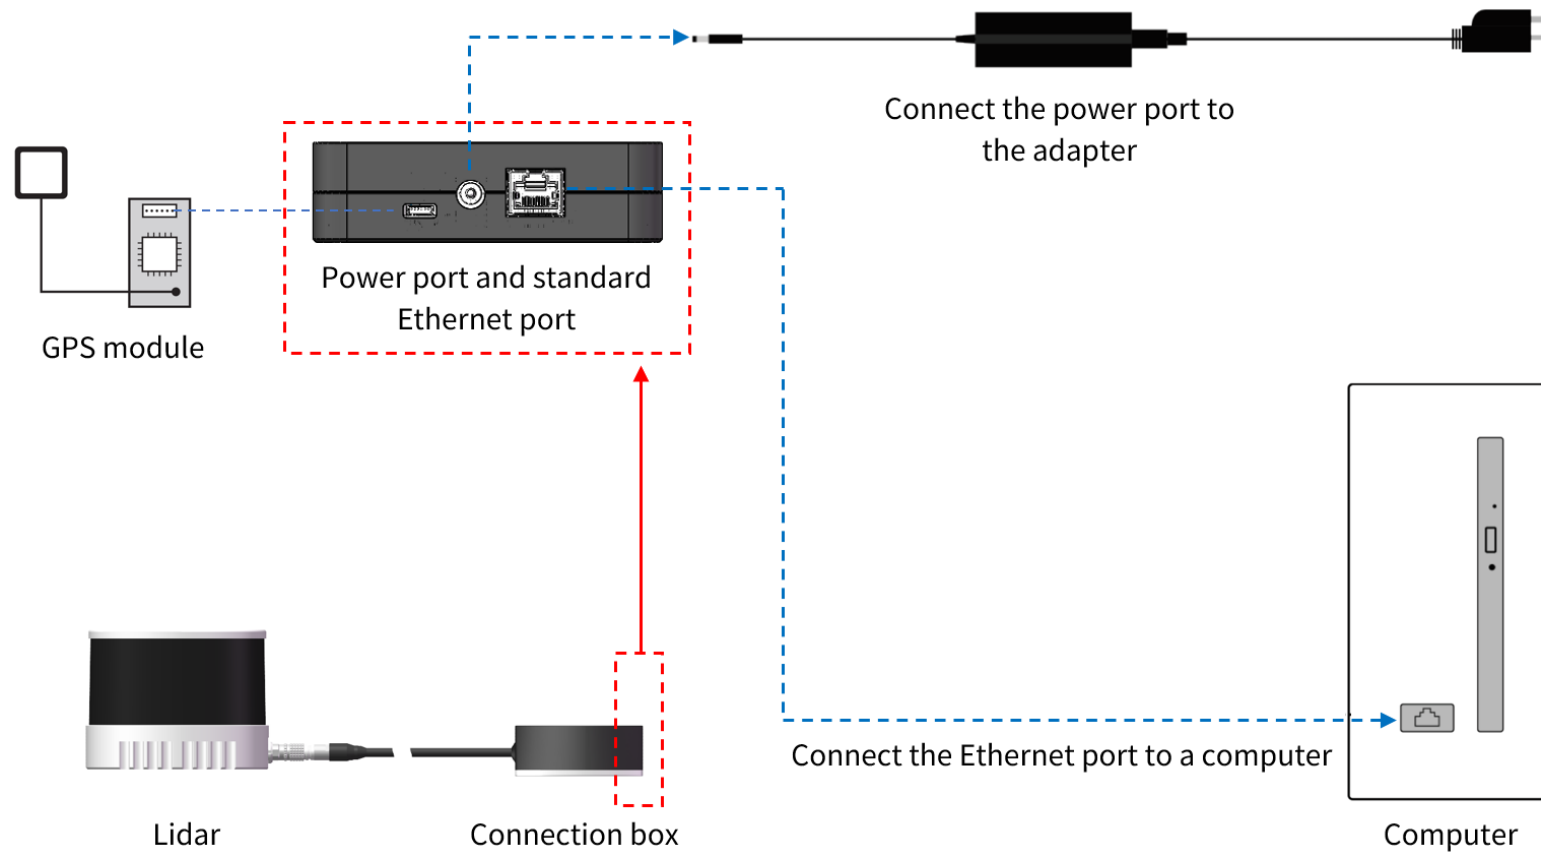 Connect the power port to
the adapter
Power port and standard
Ethernet port
GPS module
Connect the Ethernet port to a computer
Lidar
Connection box
Computer